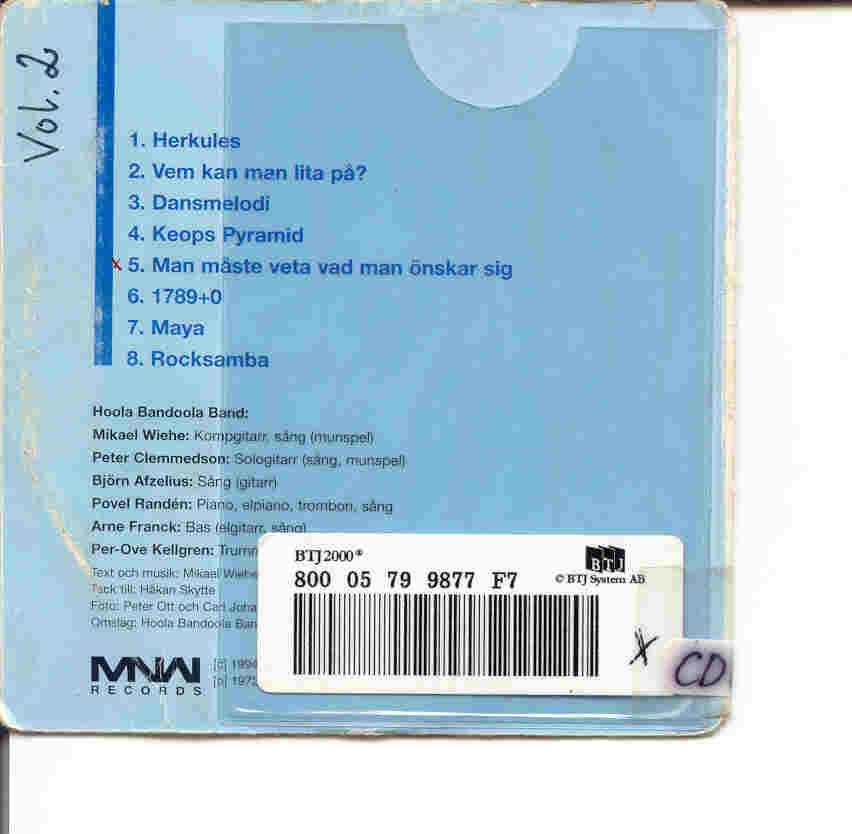 Vol. 2
1. Herkules
2. Vem kan man lita på?
3. Dansmelodi
4. Keops Pyramid
x 5. Man måste veta vad man önskar sig
6. 1789+0
7. Maya
8. Rocksamba
Hoola Bandoola Band:
Mikael Wiehe: Kompgitarr, sång (munspel)
Peter Clemmedson: Sologitarr (sång, munspel)
Björn Afzelius: Sång (gitarr)
Povel Randén: Piano, elpiano, trombon, sång
Arne Franck: Bas (elgitarr, sång)
Per-Ove Kellgren:
Text och musik: Mikael Wiehe
Tack till: Håkan Skytte
Foto: Peter Ott och Carl
Omslag: Hoola Bandoola
MNW
RECORDS
[c] 1994
[p]
BTJ 2000®
BTJ
800 05 79 9877 F7
© BTJ System AB
x
CD